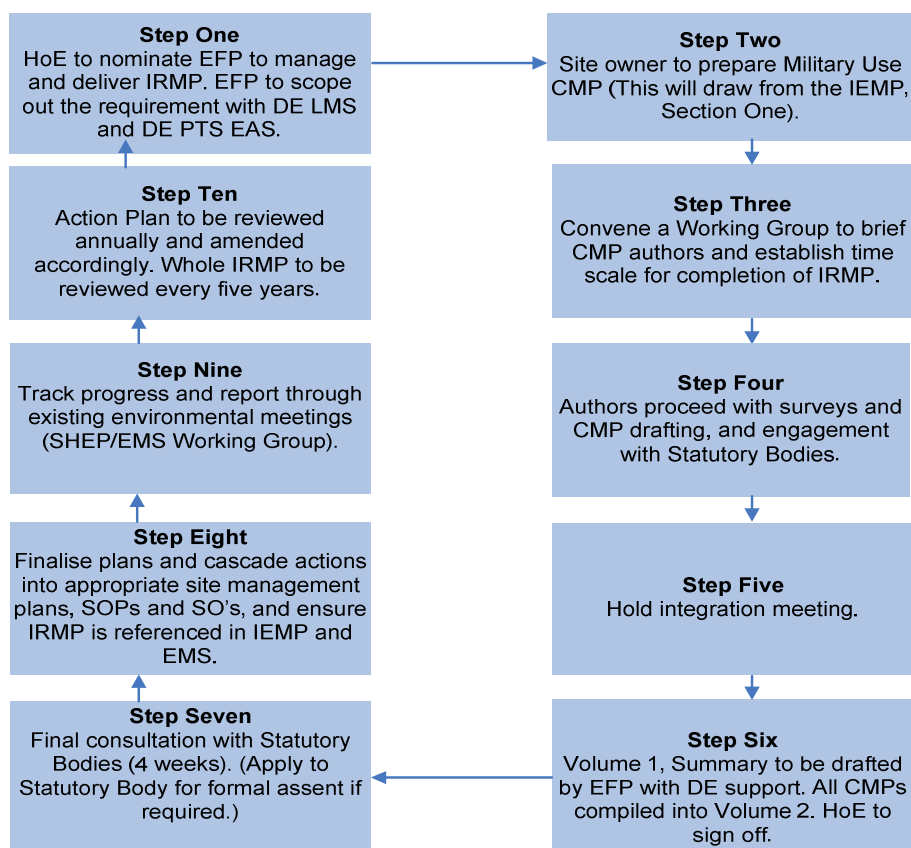 Step One
HoE to nominate EFP to manage
and deliver IRMP. EFP to scope
out the requirement with DE LMS
and DE PTS EAS.
Step Two
Site owner to prepare Military Use
CMP (This will draw from the IEMP,
Section One).
Step Three
Convene a Working Group to brief
CMP authors and establish time
scale for completion of IRMP.
Step Four
Authors proceed with surveys and
CMP drafting, and engagement
with Statutory Bodies.
Step Five
Hold integration meeting.
Step Six
Volume 1, Summary to be drafted
by EFP with DE support. All CMPs
compiled into Volume 2. HoE to
sign off.
Step Seven
Final consultation with Statutory
Bodies (4 weeks). (Apply to
Statutory Body for formal assent if
required.)
Step Eight
Finalise plans and cascade actions
into appropriate site management
plans, SOPs and SO's, and ensure
IRMP is referenced in IEMP and
EMS.
Step Nine
Track progress and report through
existing environmental meetings
(SHEP/EMS Working Group).
Step Ten
Action Plan to be reviewed
annually and amended
accordingly. Whole IRMP to be
reviewed every five years.